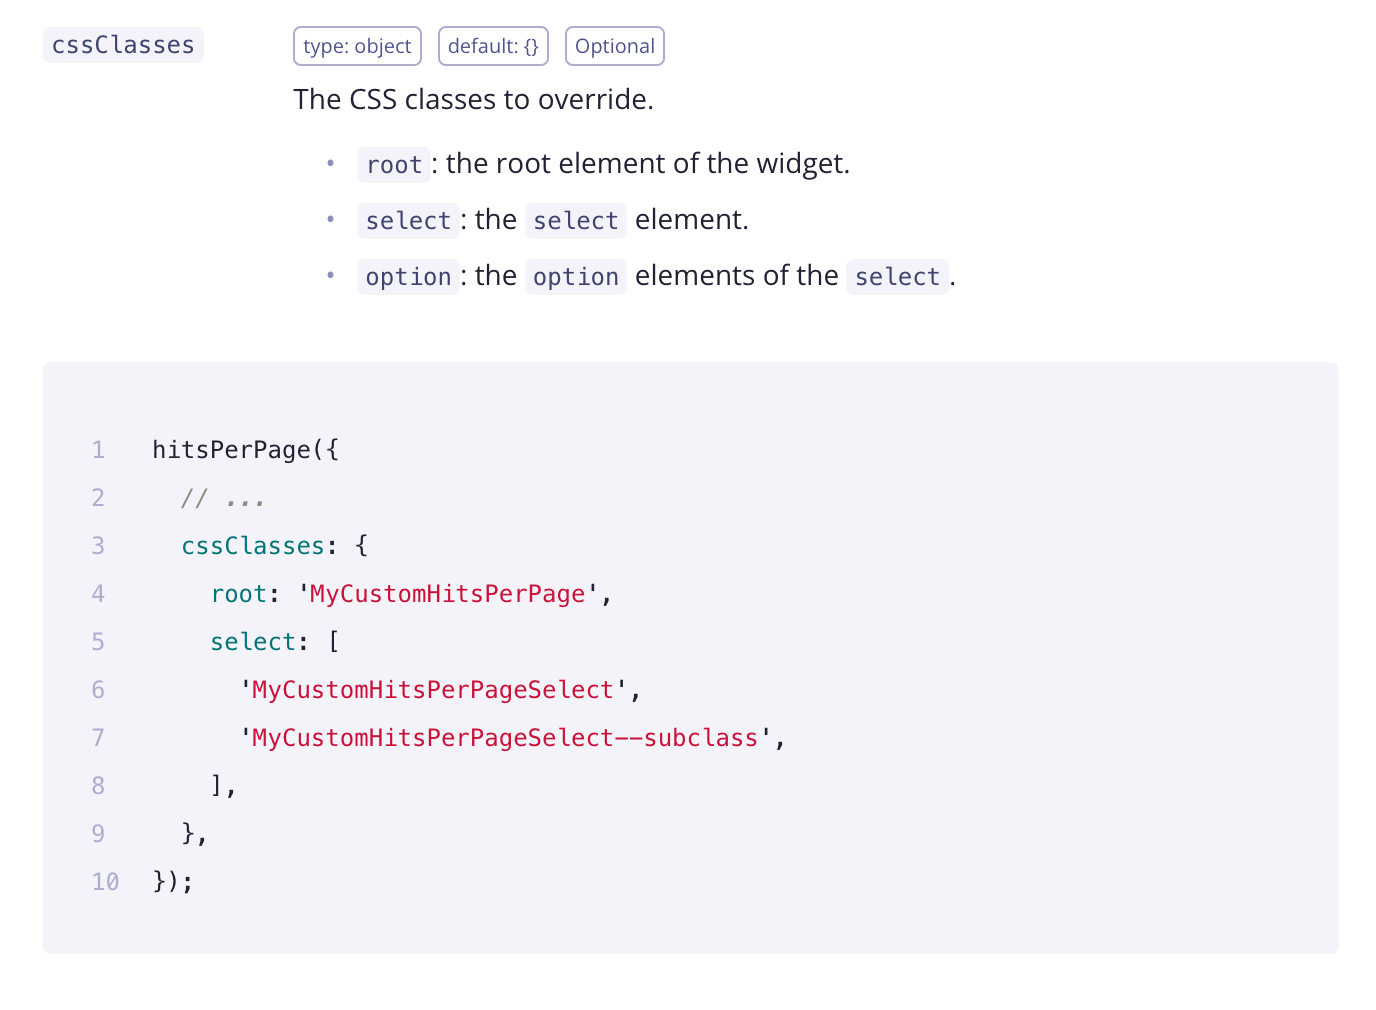 cssClasses type: object default: {} Optional
The CSS classes to override.
• root: the root element of the widget.
• select: the select element.
• option: the option elements of the select.
1 hitsPerPage({
2   // ...
3   cssClasses: {
4     root: 'MyCustomHitsPerPage',
5     select: [
6       'MyCustomHitsPerPageSelect',
7       'MyCustomHitsPerPageSelect--subclass',
8     ],
9   },
10 });